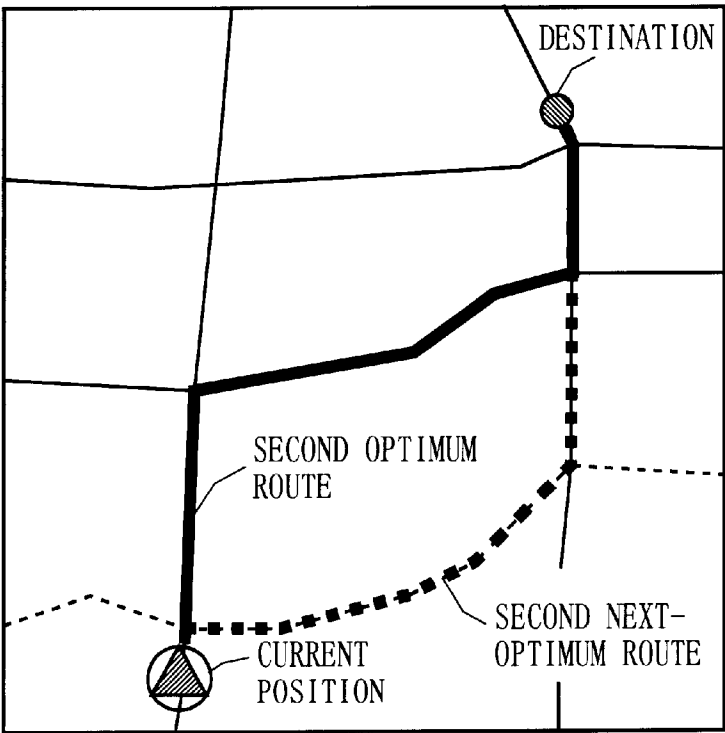 DESTINATION
SECOND OPTIMUM
ROUTE
SECOND NEXT-
OPTIMUM ROUTE
CURRENT
POSITION